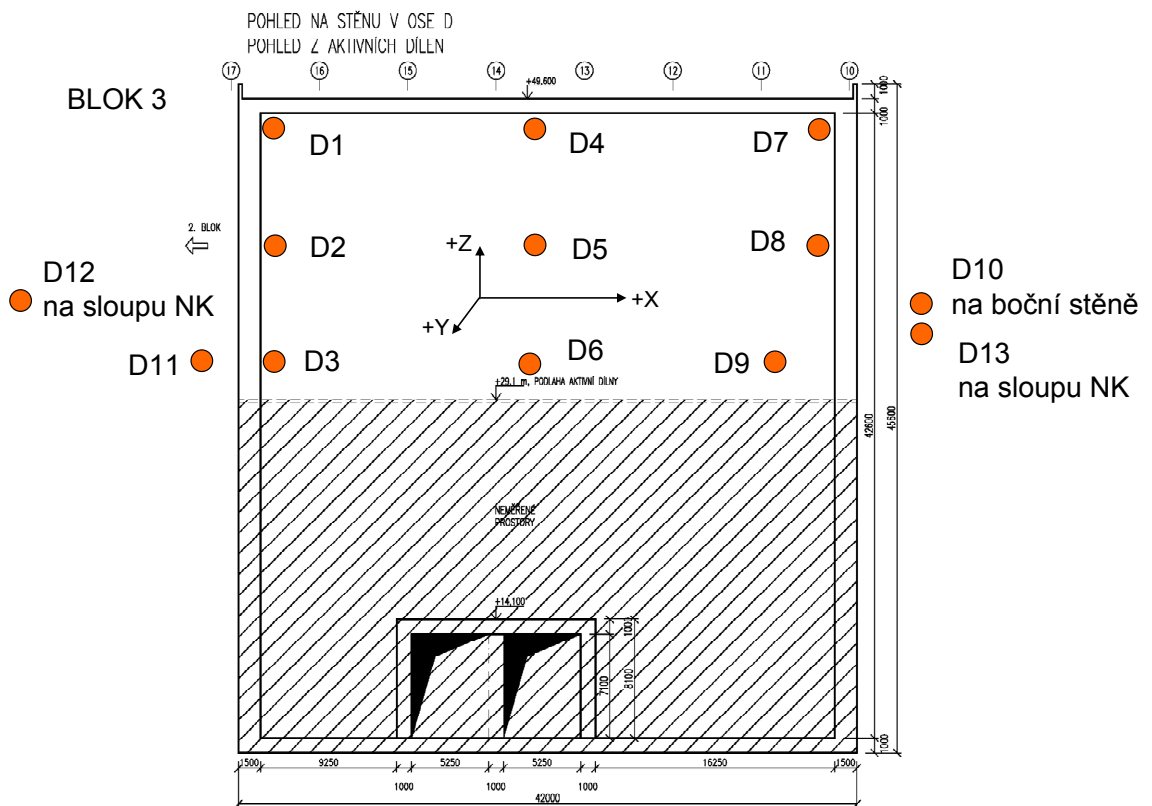 POHLED NA STĚNU V OSE D
POHLED Z AKTIVNÍCH DÍLEN
17 16 15 14 13 12 11 10
BLOK 3
+49,600
1000
1000
D1 D4 D7
2. BLOK
D2 D5 D8
+Z
+X
+Y
D12
na sloupu NK
D10
na boční stěně
D11 D3 D6 D9
D13
na sloupu NK
+29,1 m, PODLAHA AKTIVNÍ DÍLNY
42600
45600
NEMĚŘENÉ
PROSTORY
+14,100
1000
7100
8100
1000
1500 9250 5250 5250 16250 1500
1000 1000 1000
42000